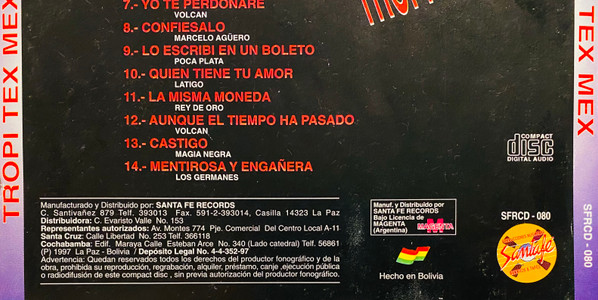 7.- YO TE PERDONARE
VOLCAN
8.- CONFIESALO
MARCELO AGÜERO
9.- LO ESCRIBI EN UN BOLETO
POCA PLATA
10.- QUIEN TIENE TU AMOR
LATIGO
11.- LA MISMA MONEDA
REY DE ORO
12.- AUNQUE EL TIEMPO HA PASADO
VOLCAN
13.- CASTIGO
MAGIA NEGRA
14.- MENTIROSA Y ENGAÑERA
LOS GERMANES
TROPI TEX MEX
TEX MEX
COMPACT
disc
DIGITAL AUDIO
Manufacturado y Distribuido por: SANTA FE RECORDS
C. Santivañez 879 Telf. 393013 Fax. 591-2-393014, Casilla 14323 La Paz
Distribuidora: C. Evaristo Valle No. 153
Representantes autorizados: Av. Montes 774 Pje. Comercial Del Centro Local A-11
Santa Cruz: Calle Libertad No. 253 Telf. 366118
Cochabamba: Edif. Maraya Calle Esteban Arce No. 340 (Lado catedral) Telf. 56861
(P) 1997 La Paz - Bolivia / Depósito Legal No. 4-4-352-97
Advertencia: Quedan reservados todos los derechos del productor fonográfico y de la
obra, prohibida su reproducción, regrabación, alquiler, préstamo, canje ,ejecución pública
o radiodifusión de este compact disc , sin previa autorización del productor fonográfico.
Manuf. y Distribuido por
SANTA FE RECORDS
Bajo Licencia de
MAGENTA
(Argentina)
MAGENTA
Hecho en Bolivia
SFRCD - 080
Santafe
SFRCD - 080